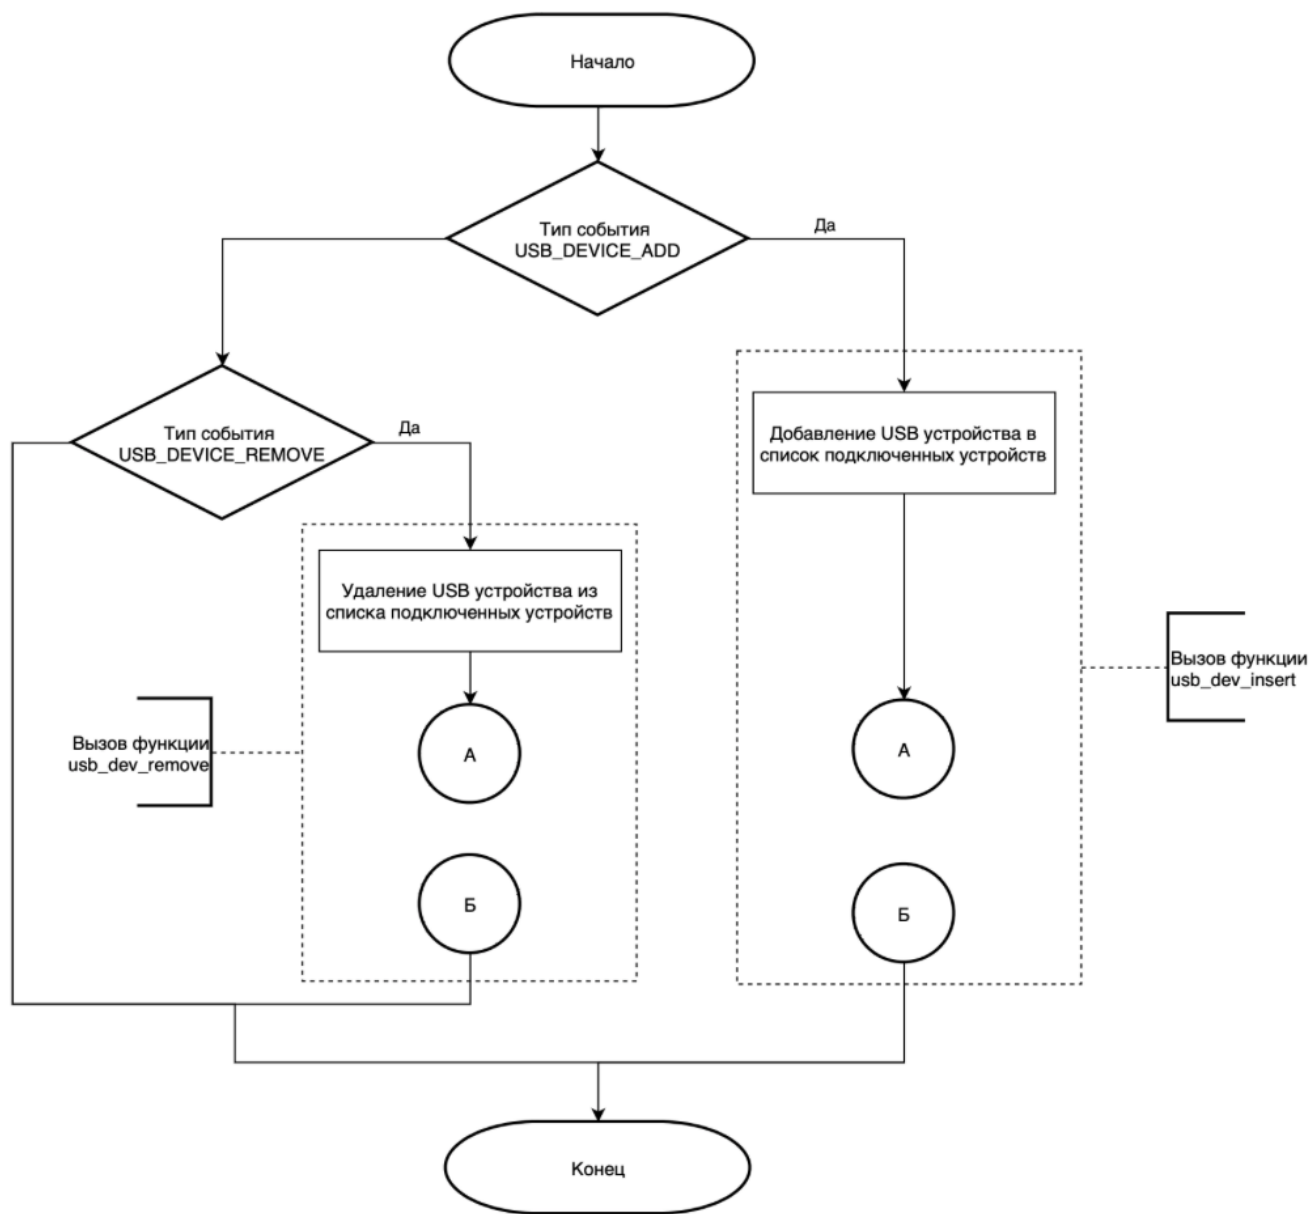 Начало
Тип события
USB_DEVICE_ADD
Да
Тип события
USB_DEVICE_REMOVE
Да
Добавление USB устройства в
список подключенных устройств
Удаление USB устройства из
списка подключенных устройств
Вызов функции
usb_dev_insert
Вызов функции
usb_dev_remove
А
А
Б
Б
Конец